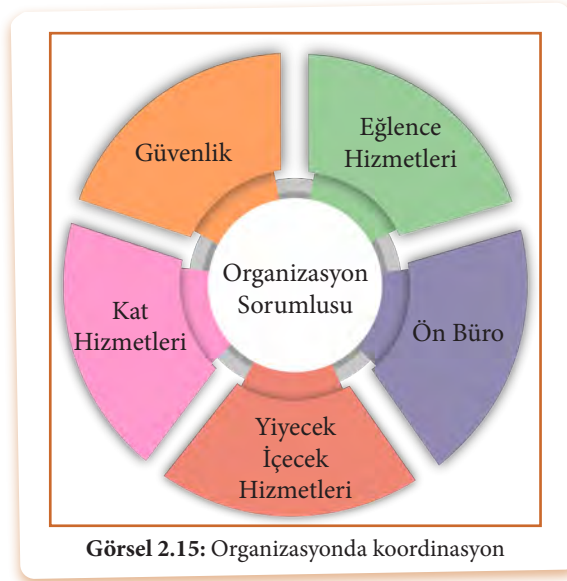 Güvenlik
Eğlence
Hizmetleri
Organizasyon
Sorumlusu
Kat
Hizmetleri
Ön Büro
Yiyecek
İçecek
Hizmetleri
Görsel 2.15: Organizasyonda koordinasyon